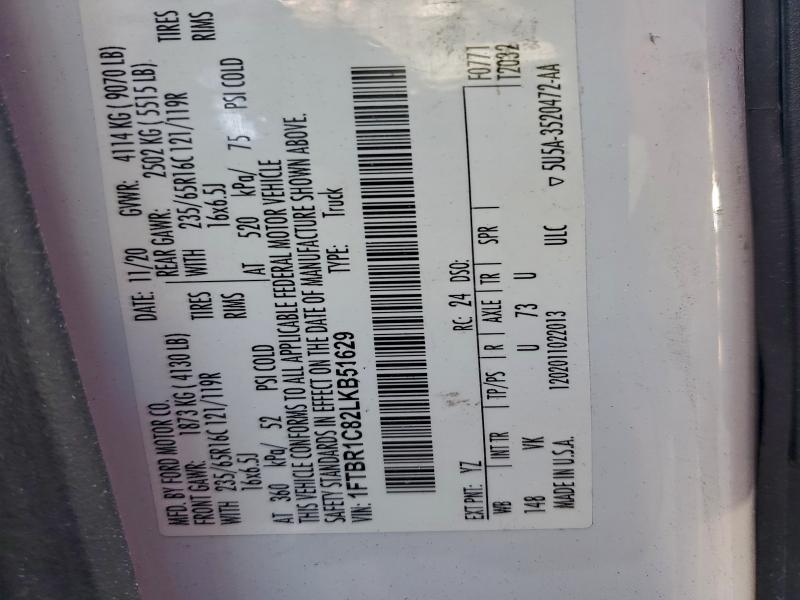 MFD. BY FORD MOTOR CO.
DATE: 11/20 GVWR: 4114 KG ( 9070 LB)
FRONT GAWR: 1873 KG ( 4130 LB) REAR GAWR: 2502 KG ( 5515 LB)
WITH 235/65R16C 121/119R TIRES WITH 235/65R16C 121/119R TIRES
16x6.5J RIMS 16x6.5J RIMS
AT 360 kPa/ 52 PSI COLD AT 520 kPa/ 75 PSI COLD
THIS VEHICLE CONFORMS TO ALL APPLICABLE FEDERAL MOTOR VEHICLE
SAFETY STANDARDS IN EFFECT ON THE DATE OF MANUFACTURE SHOWN ABOVE.
VIN: 1FTBR1C82LKB51629 TYPE: Truck
F0771
EXT PNT: YZ RC: 24 DSO: T2032
WB INT TR TP/PS R AXLE TR SPR
148 VK U 73 U
MADE IN U.S.A. 1202011022013 ULC ▽ 5U5A-3520472-AA